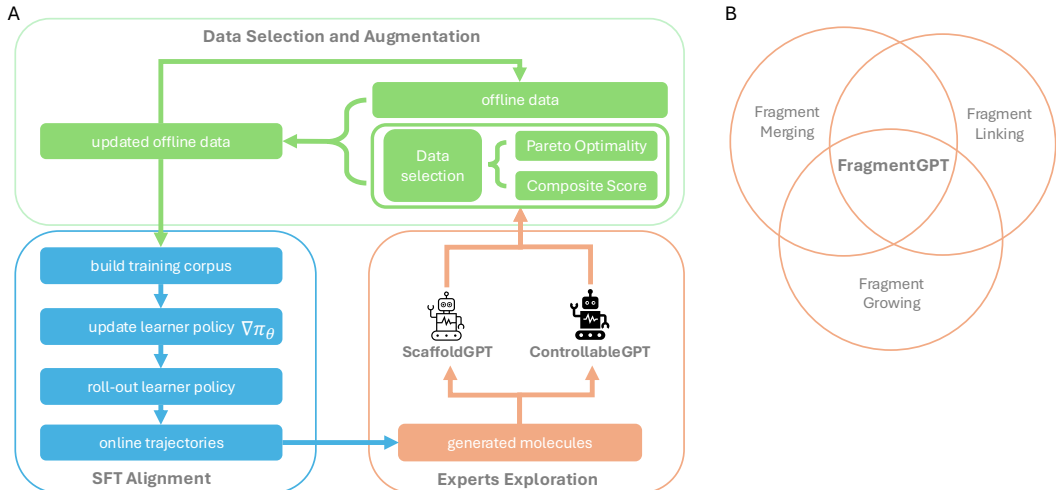 A
Data Selection and Augmentation
offline data
updated offline data
Data
selection
Pareto Optimality
Composite Score
build training corpus
update learner policy ∇π_θ
roll-out learner policy
online trajectories
SFT Alignment
ScaffoldGPT
ControllableGPT
generated molecules
Experts Exploration
B
Fragment
Merging
Fragment
Linking
FragmentGPT
Fragment
Growing